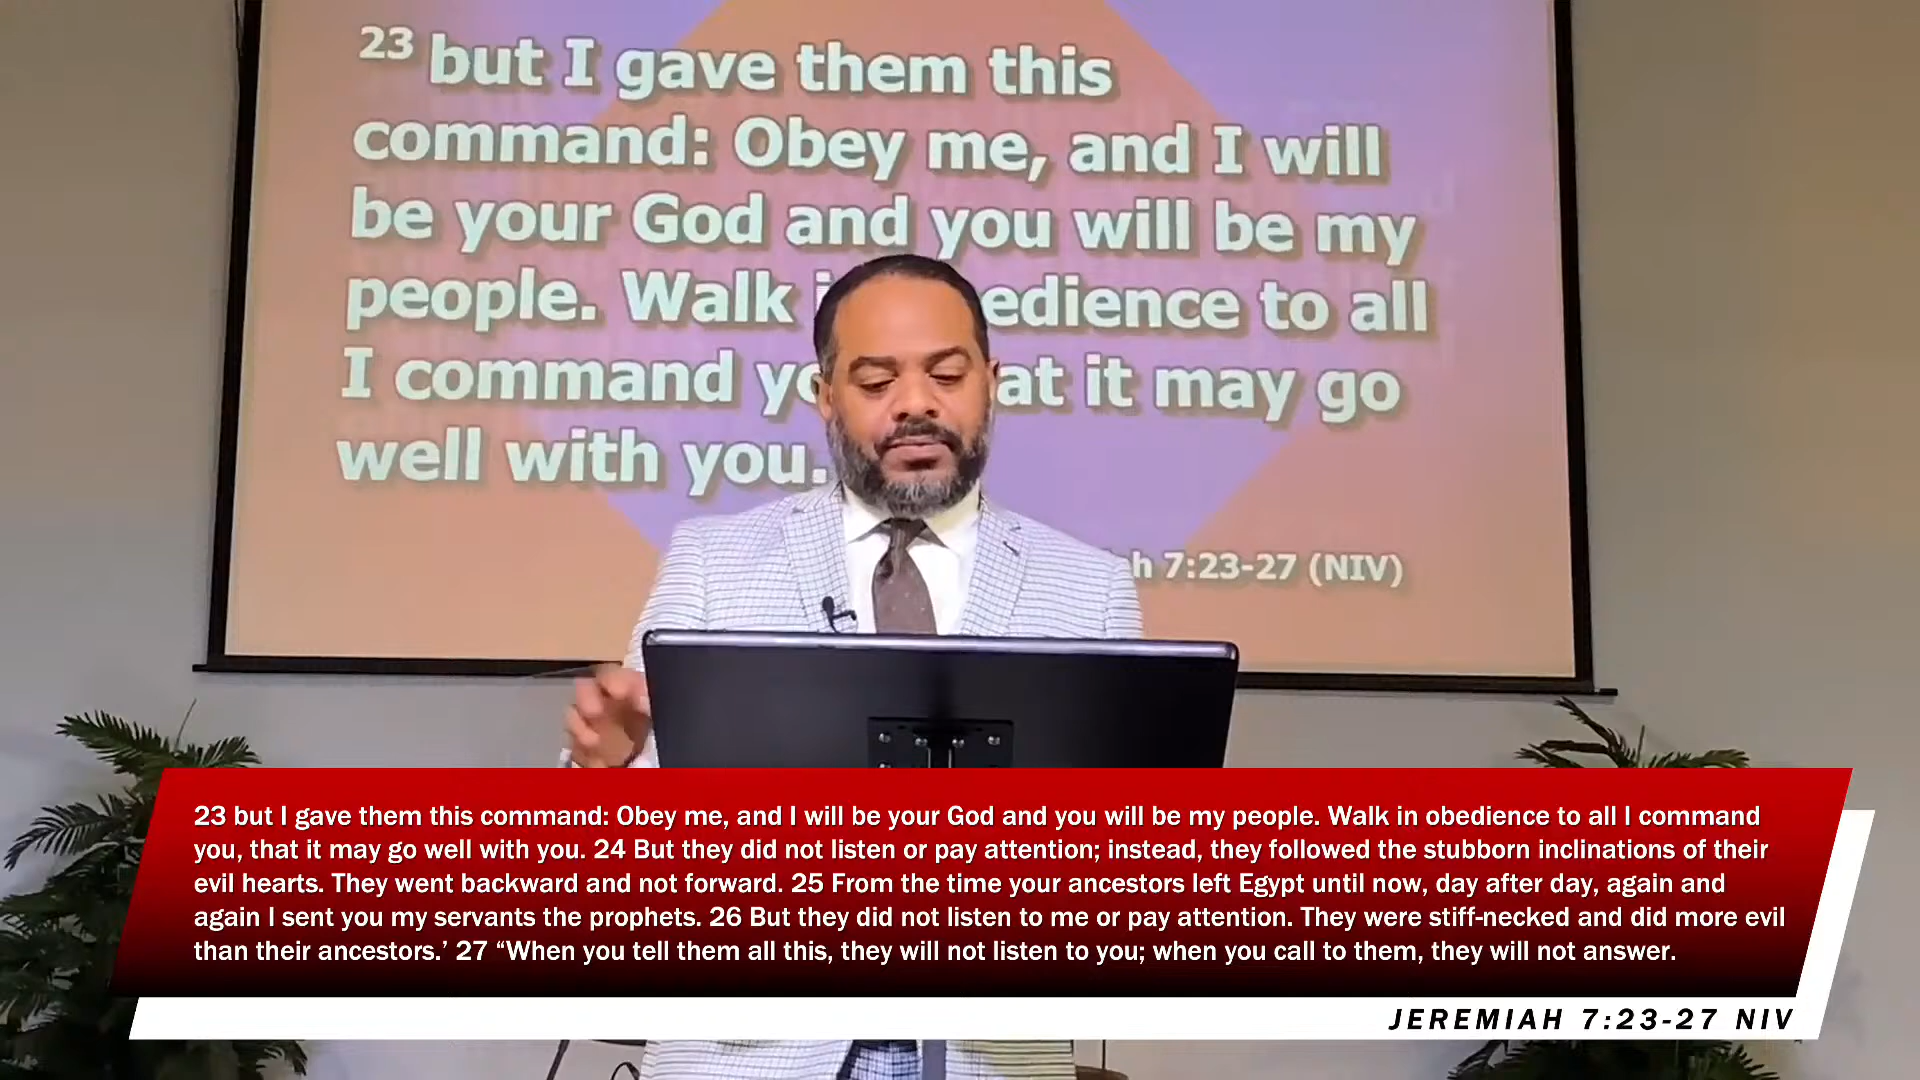 23 but I gave them this
command: Obey me, and I will
be your God and you will be my
people. Walk edience to all
I command at it may go
well with you.
7:23-27 (NIV)
23 but I gave them this command: Obey me, and I will be your God and you will be my people. Walk in obedience to all I command
you, that it may go well with you. 24 But they did not listen or pay attention; instead, they followed the stubborn inclinations of their
evil hearts. They went backward and not forward. 25 From the time your ancestors left Egypt until now, day after day, again and
again I sent you my servants the prophets. 26 But they did not listen to me or pay attention. They were stiff-necked and did more evil
than their ancestors.’ 27 “When you tell them all this, they will not listen to you; when you call to them, they will not answer.
JEREMIAH 7:23-27 NIV